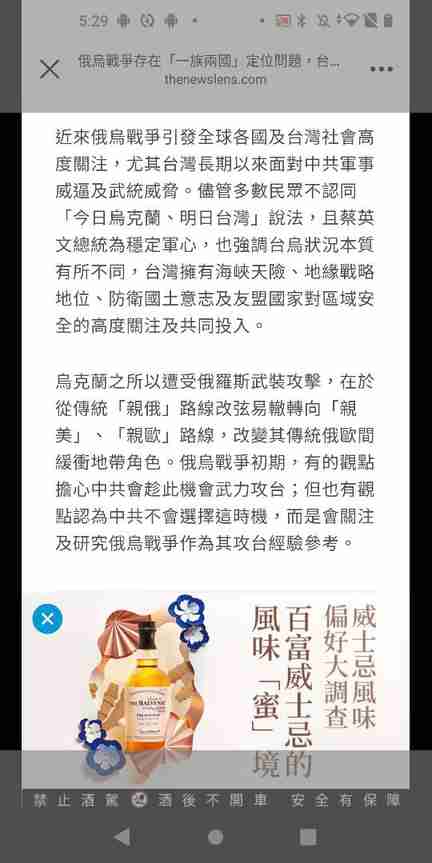 5:29
俄烏戰爭存在「一族兩國」定位問題，台...
thenewslens.com
近來俄烏戰爭引發全球各國及台灣社會高
度關注，尤其台灣長期以來面對中共軍事
威逼及武統威脅。儘管多數民眾不認同
「今日烏克蘭、明日台灣」說法，且蔡英
文總統為穩定軍心，也強調台烏狀況本質
有所不同，台灣擁有海峽天險、地緣戰略
地位、防衛國土意志及友盟國家對區域安
全的高度關注及共同投入。
烏克蘭之所以遭受俄羅斯武裝攻擊，在於
從傳統「親俄」路線改弦易轍轉向「親
美」、「親歐」路線，改變其傳統俄歐間
緩衝地帶角色。俄烏戰爭初期，有的觀點
擔心中共會趁此機會武力攻台；但也有觀
點認為中共不會選擇這時機，而是會關注
及研究俄烏戰爭作為其攻台經驗參考。
威士忌風味
偏好大調查
百富威士忌的
風味「蜜」境
THE BALVENIE
禁止酒駕 酒後不開車 安全有保障